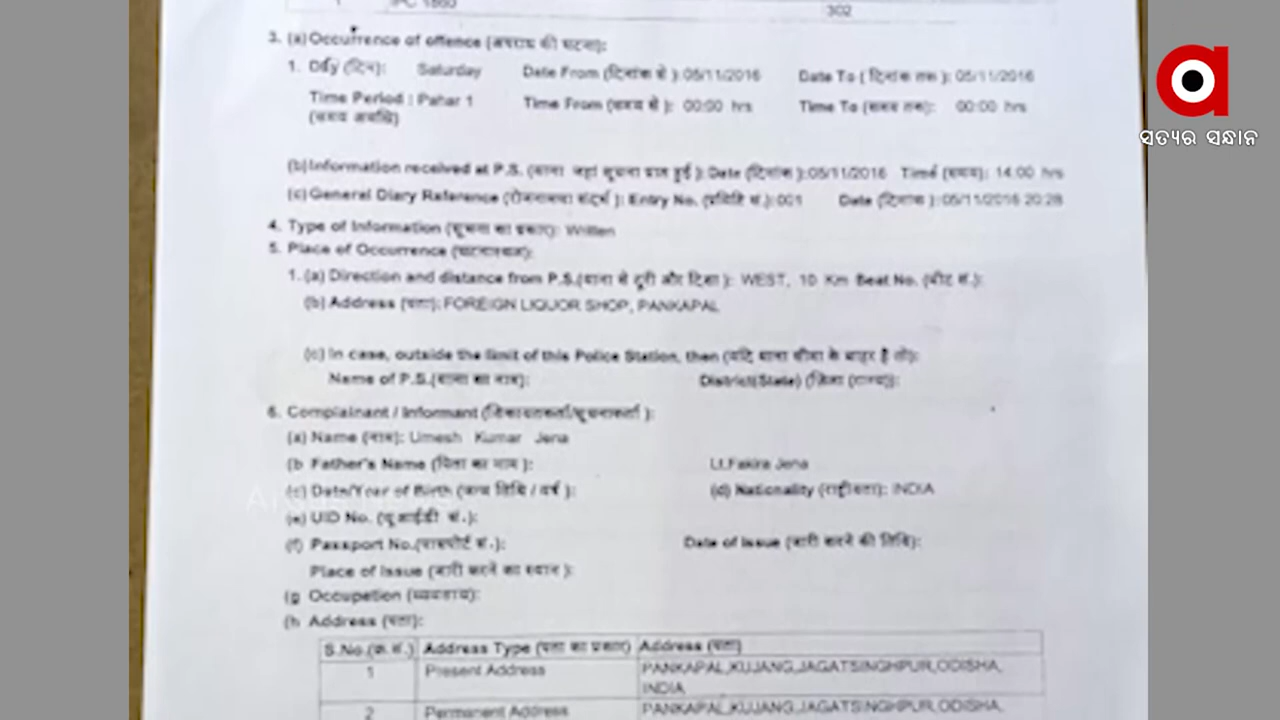 1 IPC 1860 302
3. (a) Occurrence of offence (अपराध की घटना):
1. Day (दिन): Saturday Date From (दिनांक से ): 05/11/2016 Date To ( दिनांक तक ): 05/11/2016
Time Period : Pahar 1 Time From (समय से ): 00:00 hrs Time To (समय तक): 00:00 hrs
(समय अवधि)
(b) Information received at P.S. (थाना जहां सूचना प्राप्त हुई ): Date (दिनांक ): 05/11/2016 Time (समय): 14:00 hrs
(c) General Diary Reference (रोजनामचा संदर्भ ): Entry No. (प्रविष्टि सं.): 001 Date (दिनांक ): 05/11/2016 20:28
4. Type of Information (सूचना का प्रकार): Written
5. Place of Occurrence (घटनास्थल):
1. (a) Direction and distance from P.S.(थाना से दूरी और दिशा ): WEST, 10 Km Beat No. (बीट सं.):
(b) Address (पता): FOREIGN LIQUOR SHOP, PANKAPAL
(c) In case, outside the limit of this Police Station, then (यदि थाना सीमा के बाहर है तो):
Name of P.S.(थाना का नाम): District(State) (जिला (राज्य)):
6. Complainant / Informant (शिकायतकर्ता/सूचनाकर्ता ):
(a) Name (नाम): Umesh Kumar Jena
(b Father's Name (पिता का नाम ): Lt.Fakira Jena
(c) Date/Year of Birth (जन्म तिथि / वर्ष ): (d) Nationality (राष्ट्रीयता): INDIA
(e) UID No. (यूआईडी सं.):
(f) Passport No.(पासपोर्ट सं.): Date of Issue (जारी करने की तिथि):
Place of Issue (जारी करने का स्थान ):
(g Occupation (व्यवसाय):
(h Address (पता):
S.No.(क्र.सं.) Address Type (पता का प्रकार) Address (पता)
1 Present Address PANKAPAL,KUJANG,JAGATSINGHPUR,ODISHA,
INDIA
2 Permanent Address PANKAPAL,KUJANG,JAGATSINGHPUR,ODISHA,
ସତ୍ୟର ସନ୍ଧାନ